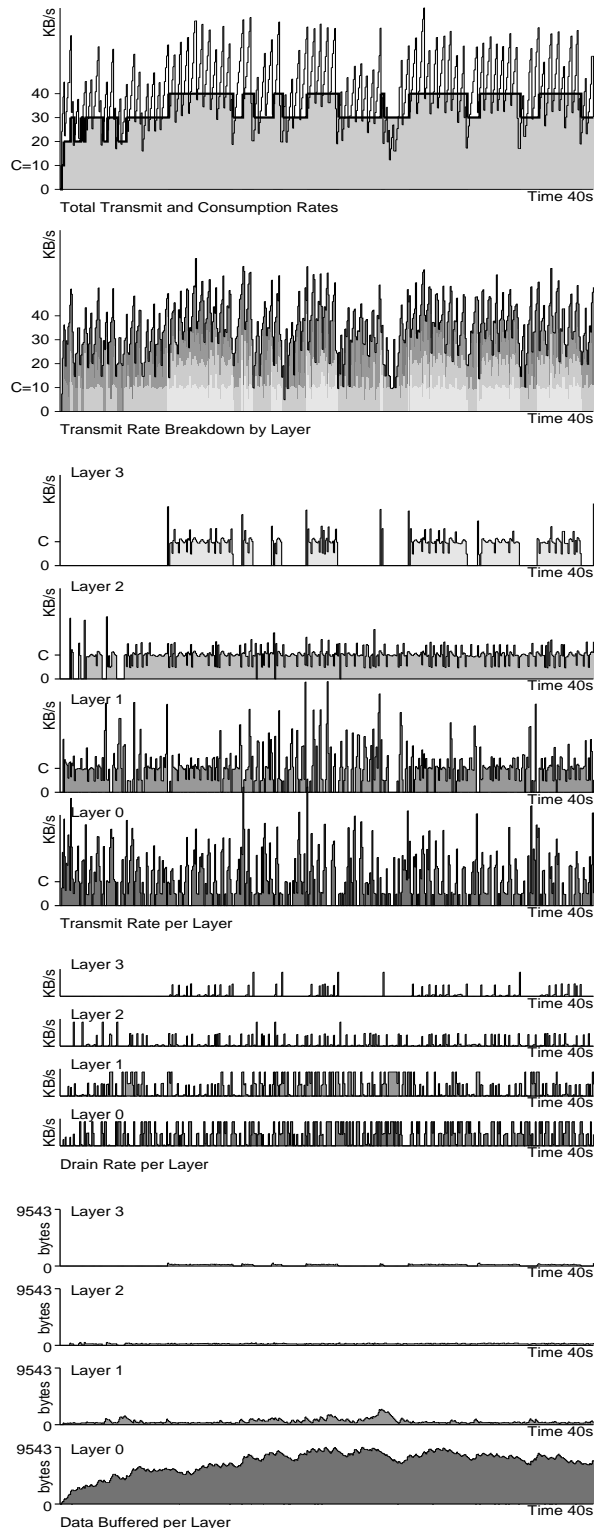 KB/s
40
30
20
C=10
0
Time 40s
Total Transmit and Consumption Rates
KB/s
40
30
20
C=10
0
Time 40s
Transmit Rate Breakdown by Layer
Layer 3
KB/s
C
0
Time 40s
Layer 2
KB/s
C
0
Time 40s
Layer 1
KB/s
C
0
Time 40s
Layer 0
KB/s
C
0
Time 40s
Transmit Rate per Layer
Layer 3
KB/s
Time 40s
Layer 2
KB/s
Time 40s
Layer 1
KB/s
Time 40s
Layer 0
KB/s
Time 40s
Drain Rate per Layer
9543
Layer 3
bytes
0
Time 40s
9543
Layer 2
bytes
0
Time 40s
9543
Layer 1
bytes
0
Time 40s
9543
Layer 0
bytes
0
Time 40s
Data Buffered per Layer